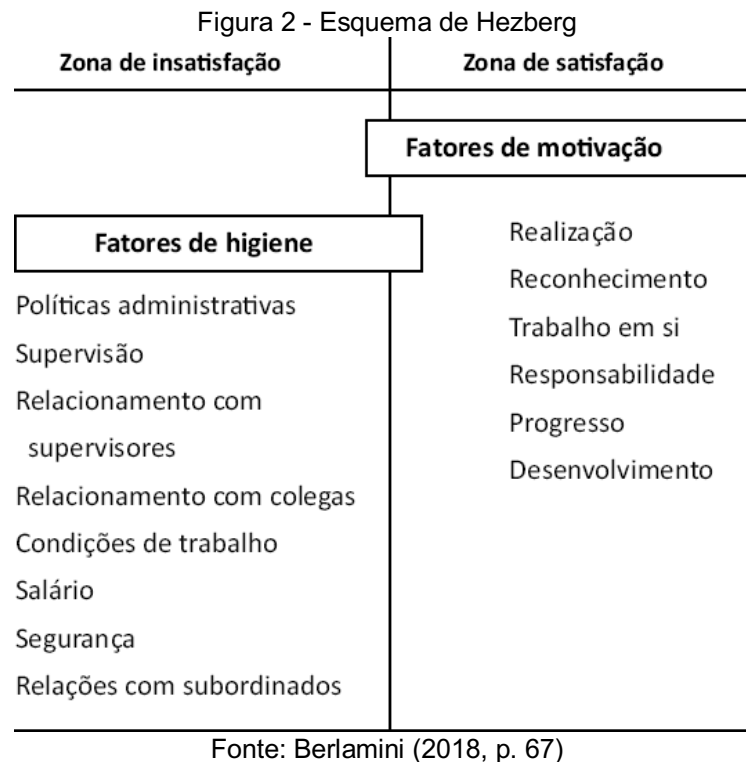 Figura 2 - Esquema de Hezberg
Zona de insatisfação
Zona de satisfação
Fatores de motivação
Fatores de higiene
Realização
Reconhecimento
Trabalho em si
Responsabilidade
Progresso
Desenvolvimento
Políticas administrativas
Supervisão
Relacionamento com
supervisores
Relacionamento com colegas
Condições de trabalho
Salário
Segurança
Relações com subordinados
Fonte: Berlamini (2018, p. 67)